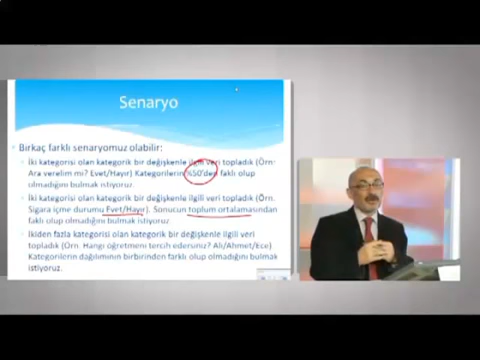 Senaryo
Birkaç farklı senaryomuz olabilir:
İki kategorisi olan kategorik bir değişkenle ilgili veri topladık (Örn:
Ara verelim mi? Evet/Hayır) Kategorilerin %50'den farklı olup
olmadığını bulmak istiyoruz.
İki kategorisi olan kategorik bir değişkenle ilgili veri topladık (Örn.
Sigara içme durumu Evet/Hayır). Sonucun toplum ortalamasından
farklı olup olmadığını bulmak istiyoruz.
İkiden fazla kategorisi olan kategorik bir değişkenle ilgili veri
topladık (Örn. Hangi öğretmeni tercih edersiniz? Ali/Ahmet/Ece)
Kategorilerin dağılımının birbirinden farklı olup olmadığını bulmak
istiyoruz.